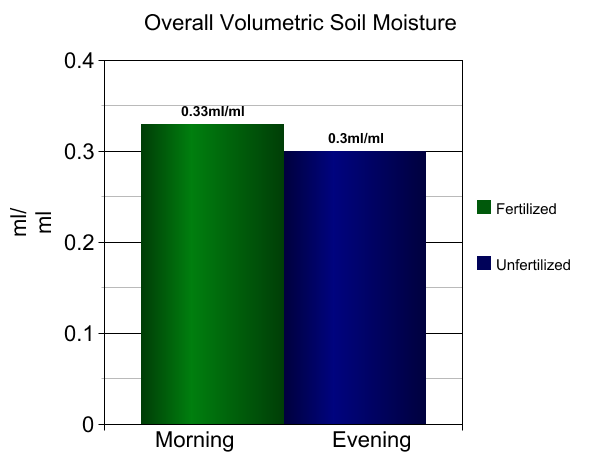 Overall Volumetric Soil Moisture
0.4
0.33ml/ml
0.3ml/ml
0.3
ml/
ml
0.2
0.1
0
Fertilized
Unfertilized
Morning
Evening